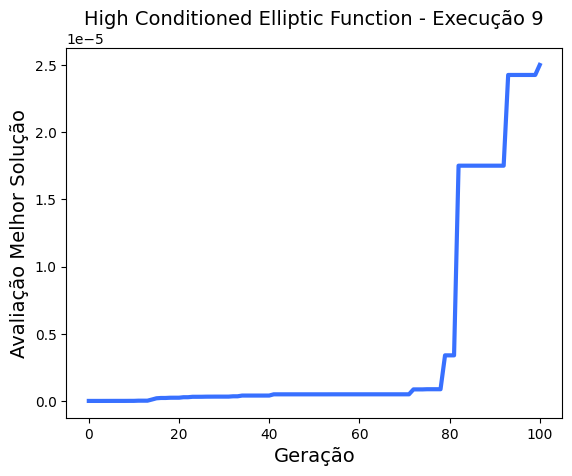 High Conditioned Elliptic Function - Execução 9
1e−5
2.5
2.0
1.5
1.0
0.5
0.0
Avaliação Melhor Solução
0 20 40 60 80 100
Geração